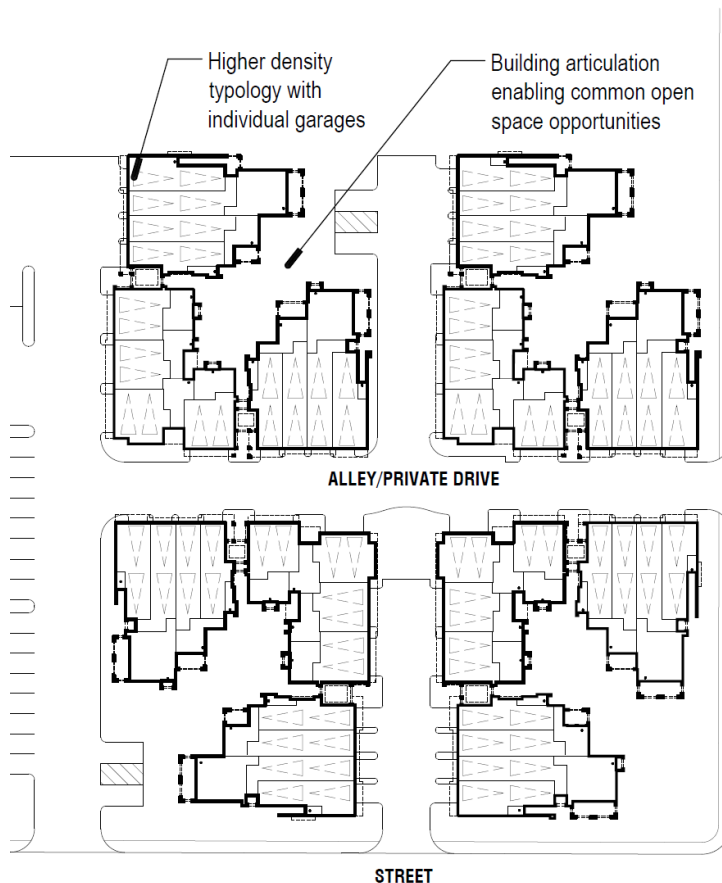 Higher density
typology with
individual garages
Building articulation
enabling common open
space opportunities
ALLEY/PRIVATE DRIVE
STREET